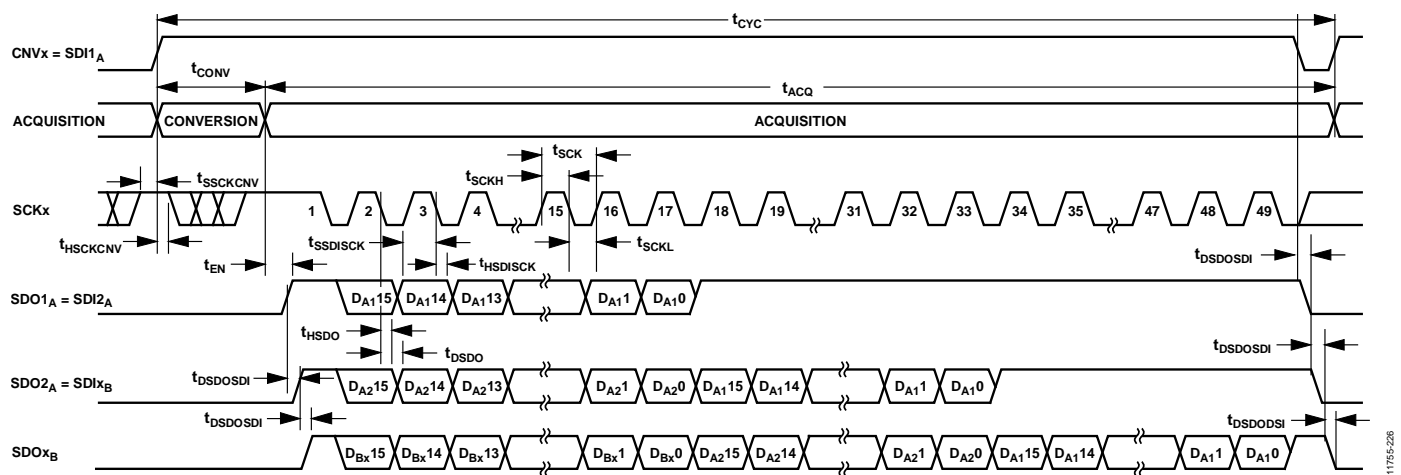 tCYC
CNVx = SDI1A
tCONV
tACQ
ACQUISITION CONVERSION ACQUISITION
tSCK
tSSCKCNV
tSCKH
SCKx 1 2 3 4 15 16 17 18 19 31 32 33 34 35 47 48 49
tHSCKCNV
tSSDISCK
tSCKL
tEN
tHSDISCK
tDSDOSDI
SDO1A = SDI2A DA115 DA114 DA113 DA11 DA10
tHSDO
tDSDO
tDSDOSDI
tDSDOSDI
SDO2A = SDIxB DA215 DA214 DA213 DA21 DA20 DA115 DA114 DA11 DA10
tDSDOSDI
tDSDODSI
SDOxB DBx15 DBx14 DBx13 DBx1 DBx0 DA215 DA214 DA21 DA20 DA115 DA114 DA11 DA10
11755-226